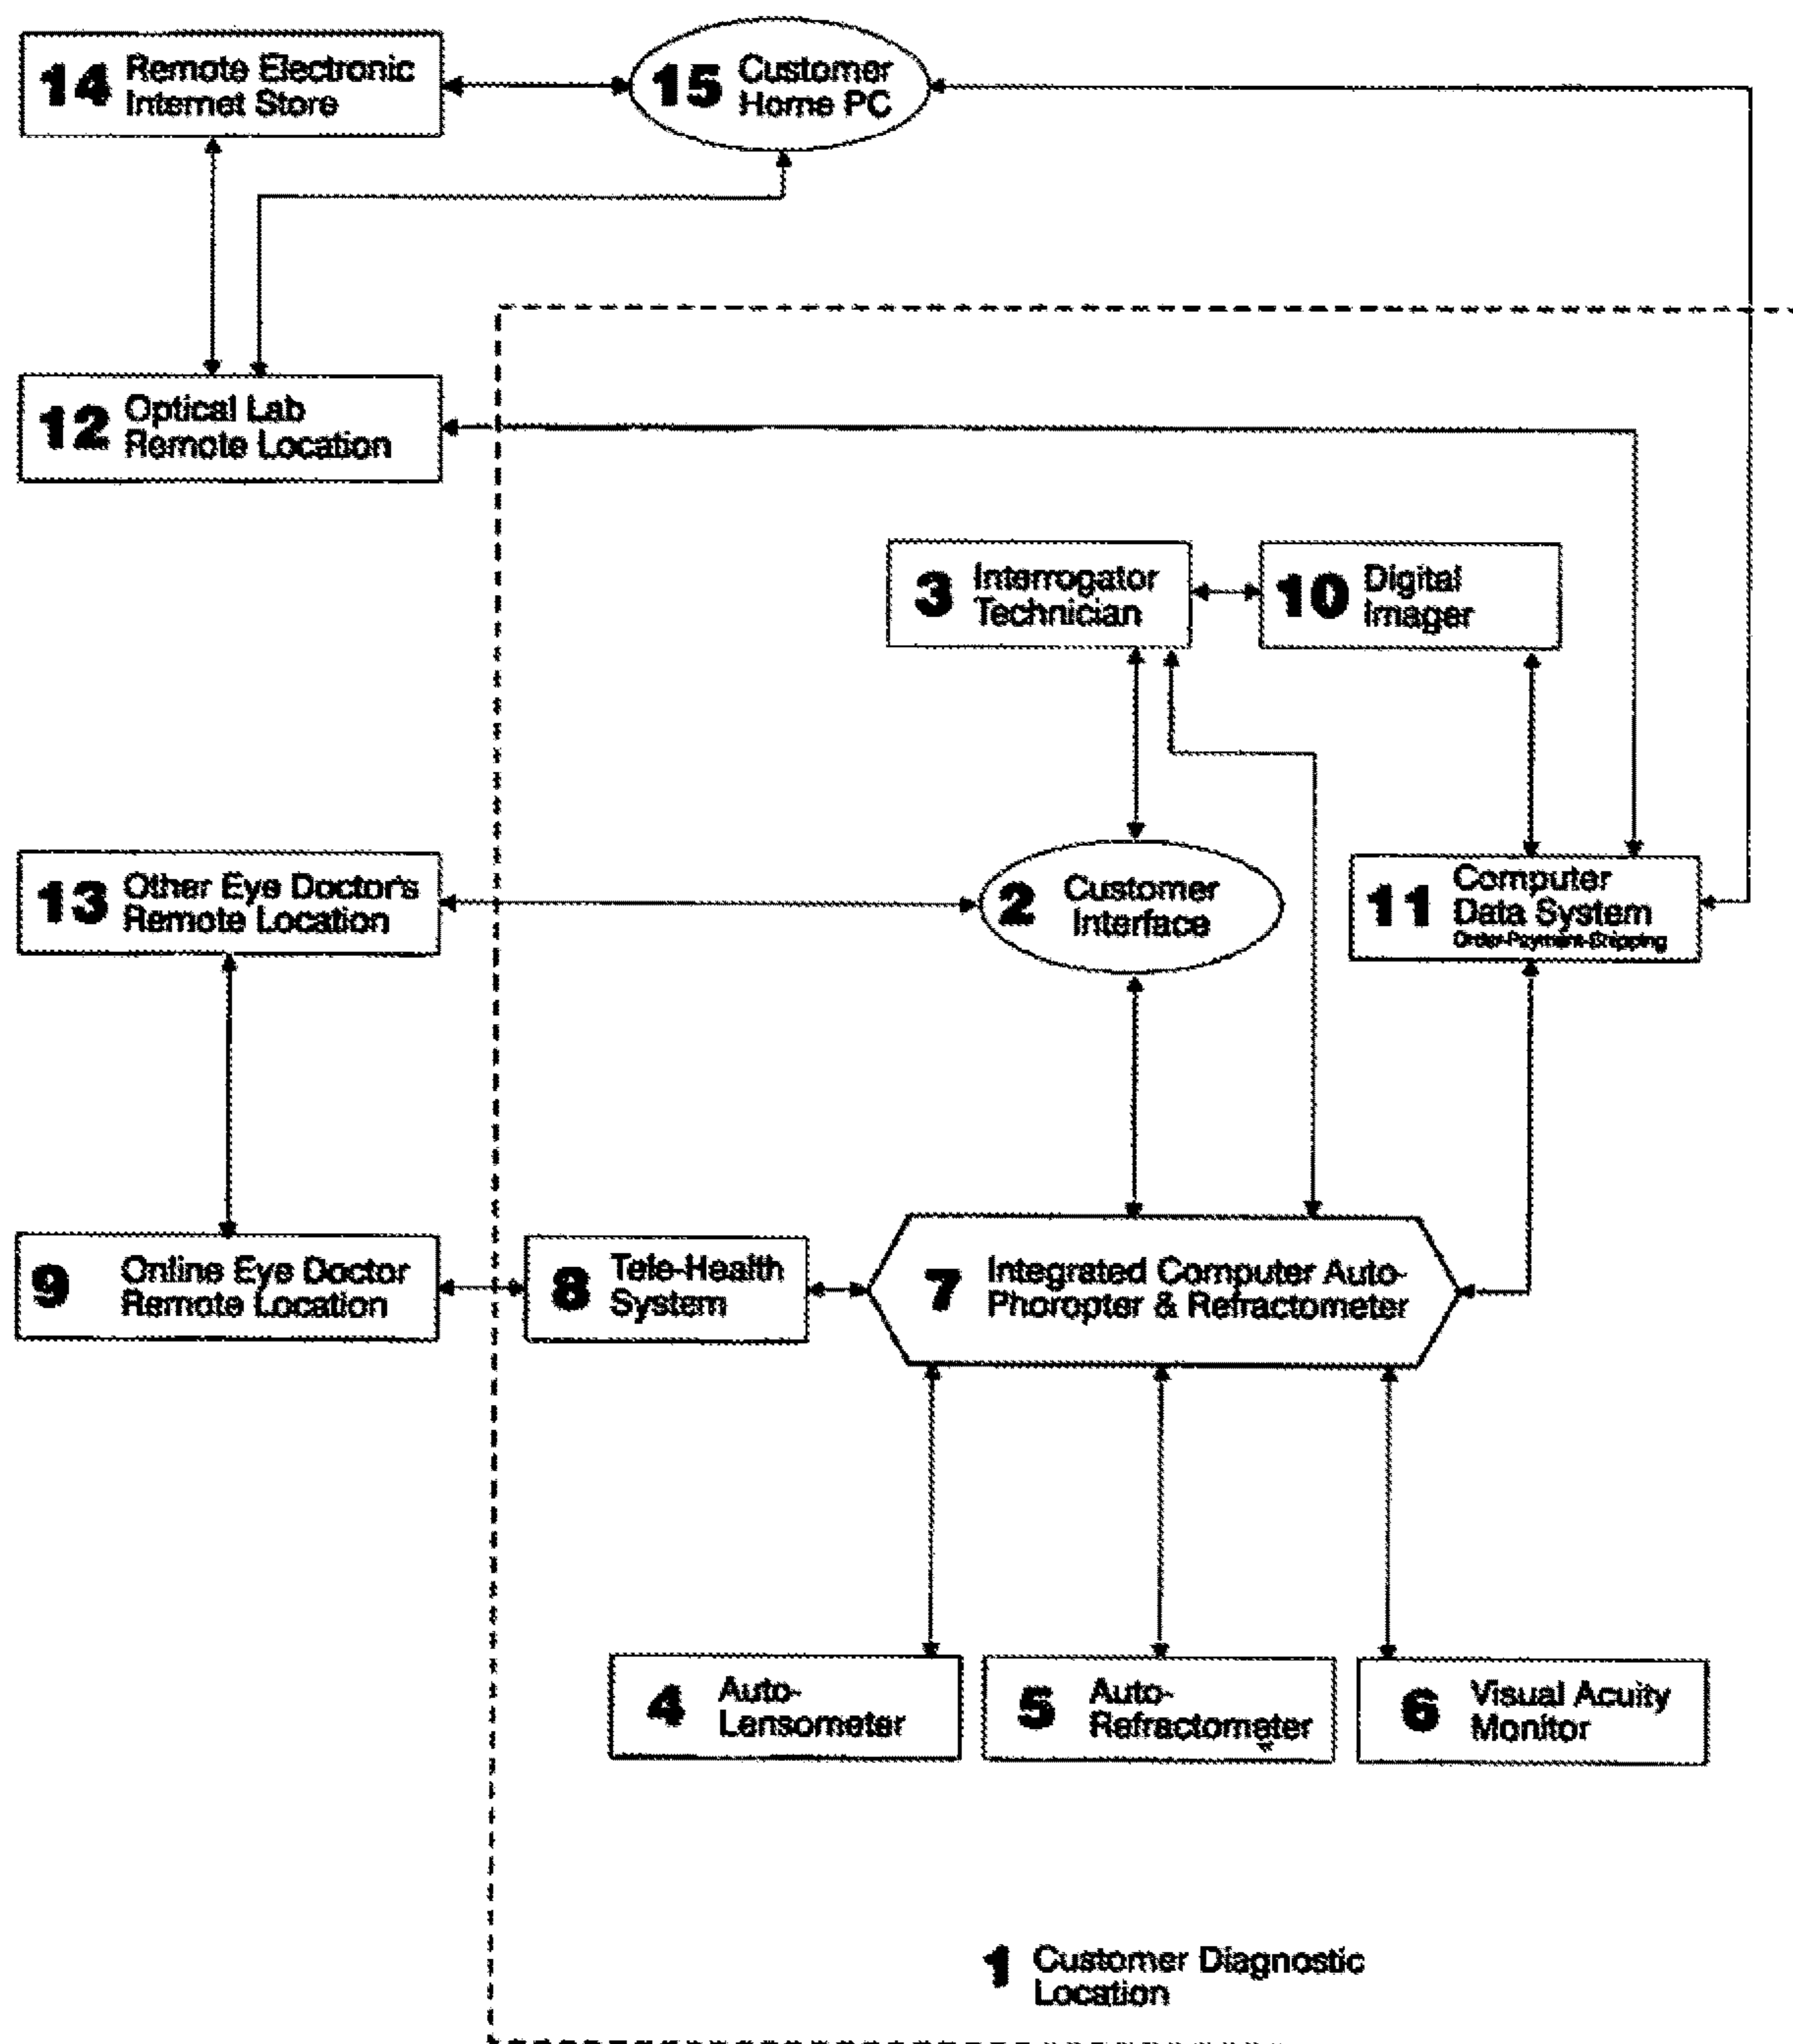 14 Remote Electronic
Internet Store
15 Customer
Home PC
12 Optical Lab
Remote Location
3 Interrogator
Technician
10 Digital
Imager
13 Other Eye Doctor's
Remote Location
2 Customer
Interface
11 Computer
Data System
Order-Payment-Shipping
9 Online Eye Doctor
Remote Location
8 Tele-Health
System
7 Integrated Computer Auto-
Phoropter & Refractometer
4 Auto-
Lensometer
5 Auto-
Refractometer
6 Visual Acuity
Monitor
1 Customer Diagnostic
Location